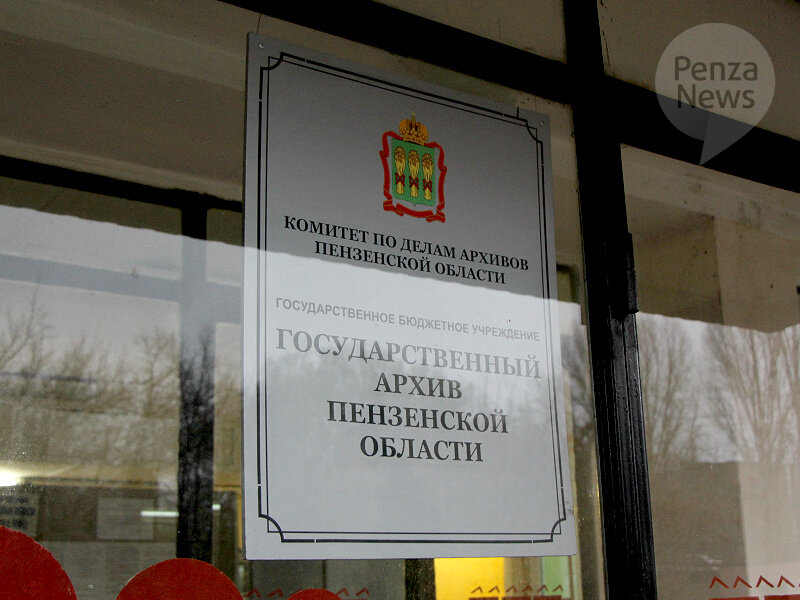 Penza
News
КОМИТЕТ ПО ДЕЛАМ АРХИВОВ
ПЕНЗЕНСКОЙ ОБЛАСТИ
ГОСУДАРСТВЕННОЕ БЮДЖЕТНОЕ УЧРЕЖДЕНИЕ
ГОСУДАРСТВЕННЫЙ
АРХИВ
ПЕНЗЕНСКОЙ
ОБЛАСТИ